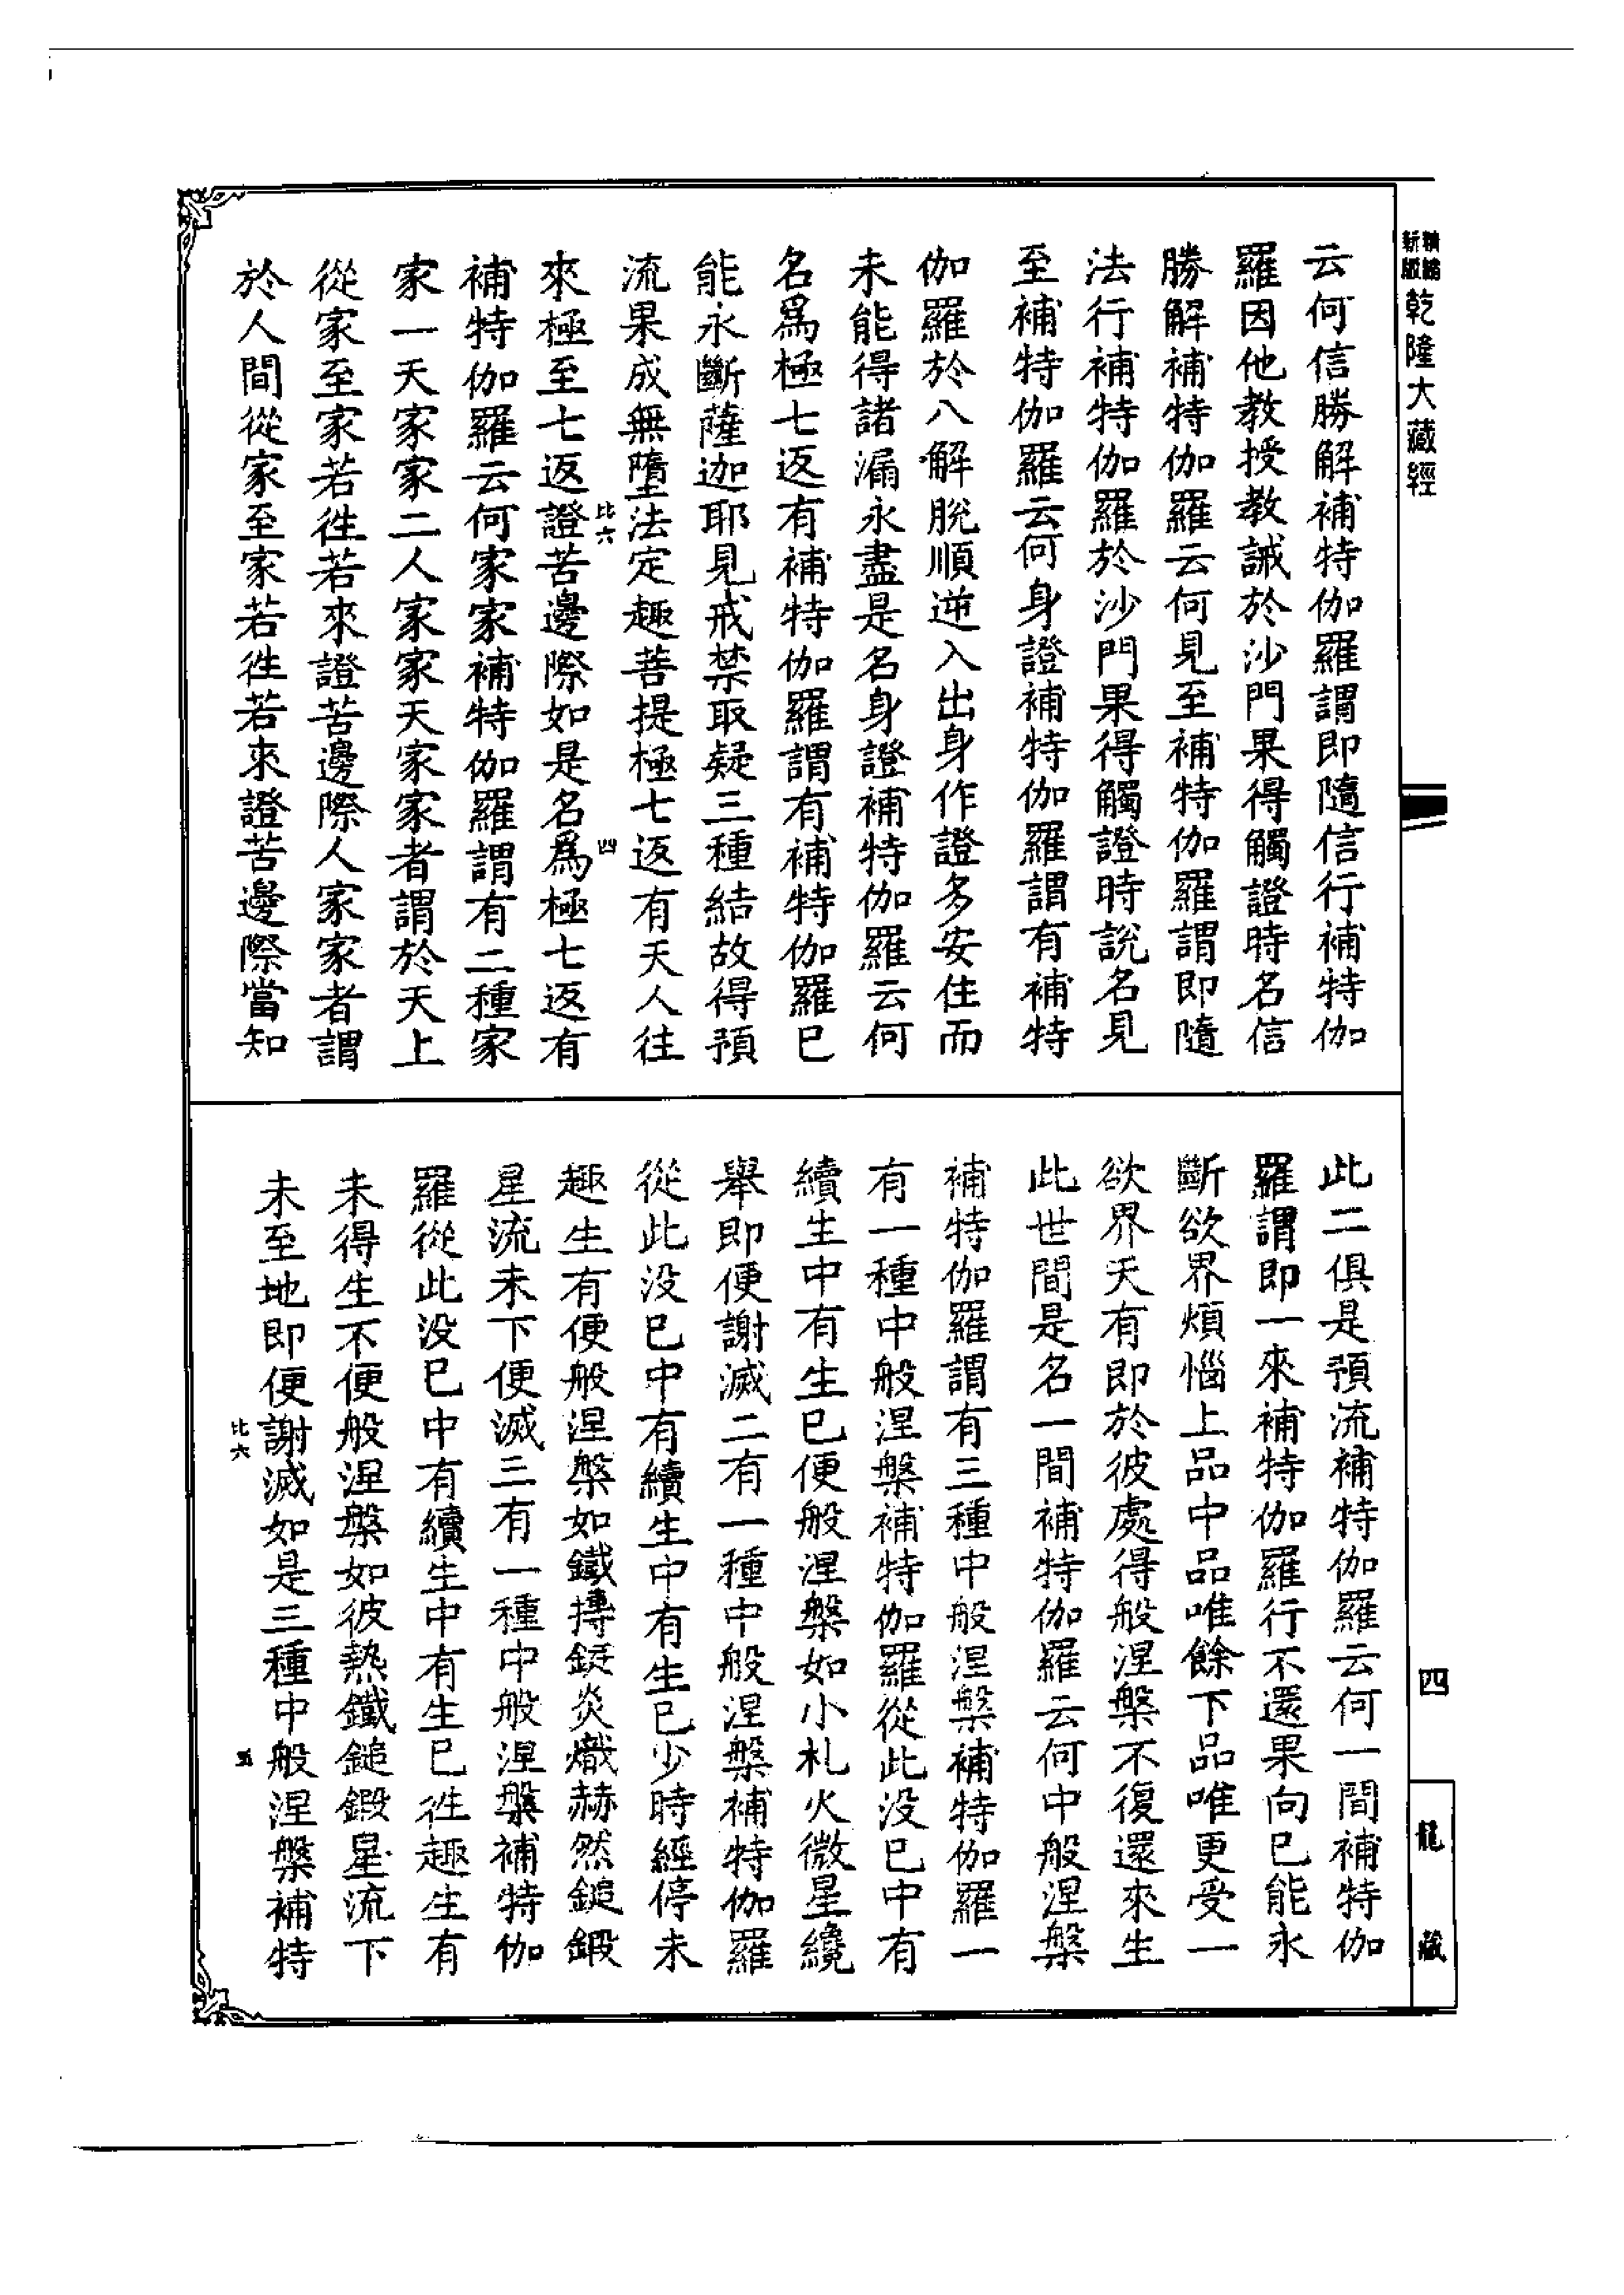 新版精縮 乾隆大藏經
云何信勝解補特伽羅謂即隨信行補特伽
羅因他教授教誡於沙門果得觸證時名信
勝解補特伽羅云何見至補特伽羅謂即隨
法行補特伽羅於沙門果得觸證時說名見
至補特伽羅云何身證補特伽羅謂有補特
伽羅於八解脫順逆入出身作證多安住而
未能得諸漏永盡是名身證補特伽羅云何
名爲極七返有補特伽羅謂有補特伽羅已
能永斷薩迦耶見戒禁取疑三種結故得預
流果成無墮法定趣菩提極七返有天人往
比六
四
來極至七返證苦邊際如是名爲極七返有
補特伽羅云何家家補特伽羅謂有二種家
家一天家家二人家家天家家者謂於天上
從家至家若徃若來證苦邊際人家家者謂
於人間從家至家若徃若來證苦邊際當知
此二俱是預流補特伽羅云何一間補特伽
羅謂即一來補特伽羅行不還果向已能永
斷欲界煩惱上品中品唯餘下品唯更受一
欲界天有即於彼處得般涅槃不復還來生
此世間是名一間補特伽羅云何中般涅槃
補特伽羅謂有三種中般涅槃補特伽羅一
有一種中般涅槃補特伽羅從此没已中有
續生中有生已便般涅槃如小札火微星纔
舉即便謝滅二有一種中般涅槃補特伽羅
從此没已中有續生中有生已少時經停未
趣生有便般涅槃如鐵摶鋌炎熾赫然鎚鍛
星流未下便滅三有一種中般涅槃補特伽
羅從此没已中有續生中有生已徃趣生有
未得生不便般涅槃如彼熱鐵鎚鍛星流下
未至地即便謝滅如是三種中般涅槃補特
比六
五
四
龍藏